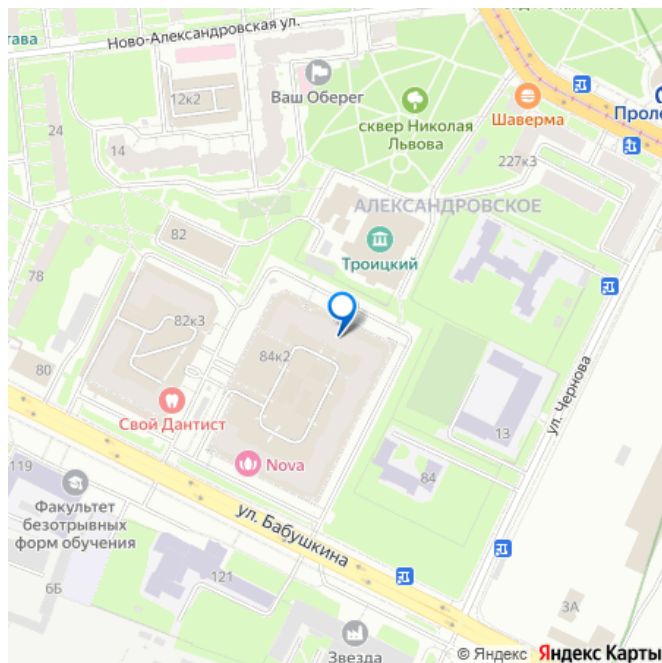 Ново-Александровская ул.
Ваш Оберег
12к2
Шаверма
сквер Николая
Львова
24
14
227к3
АЛЕКСАНДРОВСКОЕ
82
Троицкий
78
82к3
84к2
80
Свой Дантист
ул. Чернова
13
Nova
84
119
Факультет
безотрывных
форм обучения
ул. Бабушкина
121
6Б
3А
Звезда
© Яндекс Яндекс Карты